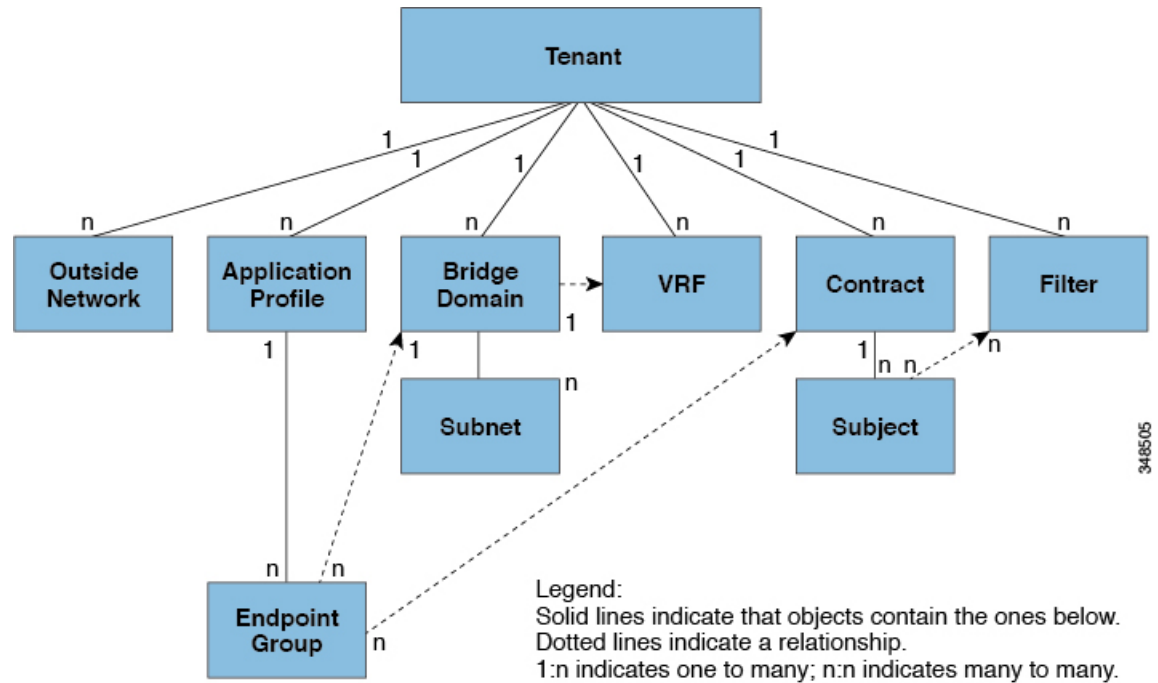 Tenant
1
1
1
1
1
1
n
n
n
n
n
n
Outside
Network
Application
Profile
Bridge
Domain
VRF
Contract
Filter
1
1
1
1
n
n
n
n
Subnet
Subject
348505
n
n
Endpoint
Group
n
Legend:
Solid lines indicate that objects contain the ones below.
Dotted lines indicate a relationship.
1:n indicates one to many; n:n indicates many to many.